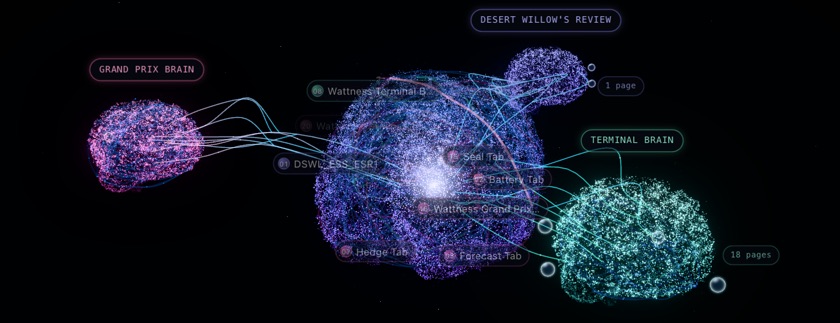 DESERT WILLOW'S REVIEW
GRAND PRIX BRAIN
1 page
Wattness Terminal B
TERMINAL BRAIN
Seal Tab
01 DSWL_ESS_ESR1
Battery Tab
Wattness Grand Prix
Hedge Tab
Forecast Tab
18 pages